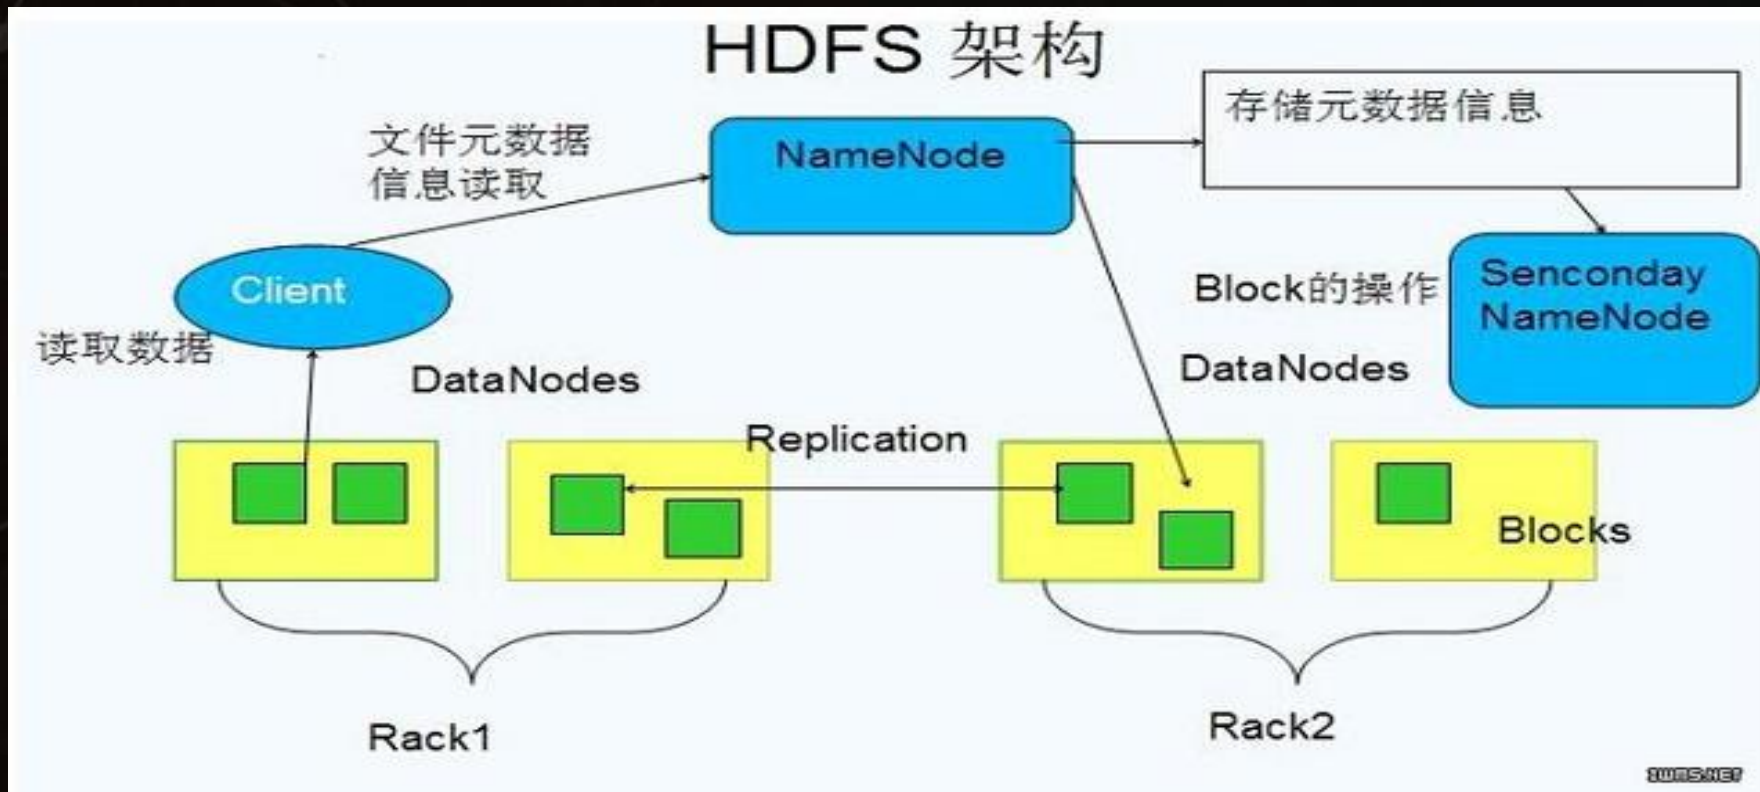 HDFS 架构
存储元数据信息
文件元数据
信息读取
NameNode
Client
Block的操作
Senconday
NameNode
读取数据
DataNodes
DataNodes
Replication
Blocks
Rack1
Rack2
IWMS.NET